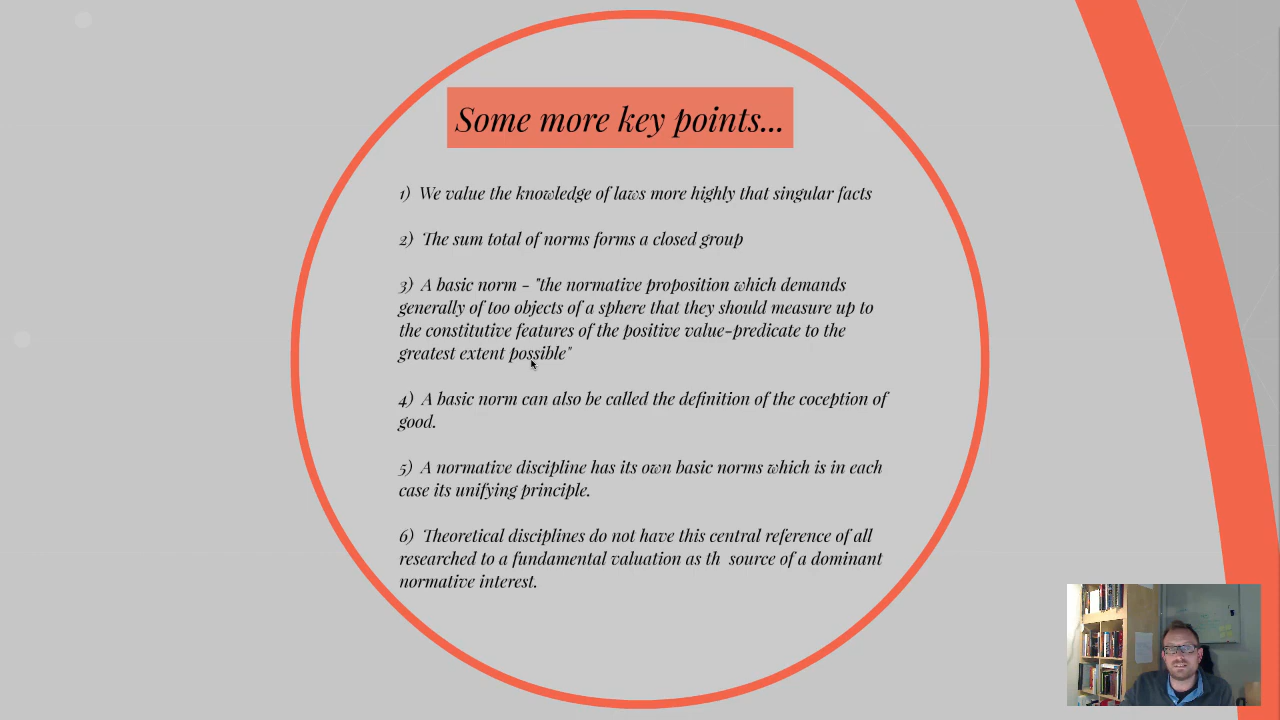 Some more key points...
1) We value the knowledge of laws more highly that singular facts
2) The sum total of norms forms a closed group
3) A basic norm - "the normative proposition which demands
generally of too objects of a sphere that they should measure up to
the constitutive features of the positive value-predicate to the
greatest extent possible"
4) A basic norm can also be called the definition of the coception of
good.
5) A normative discipline has its own basic norms which is in each
case its unifying principle.
6) Theoretical disciplines do not have this central reference of all
researched to a fundamental valuation as th source of a dominant
normative interest.